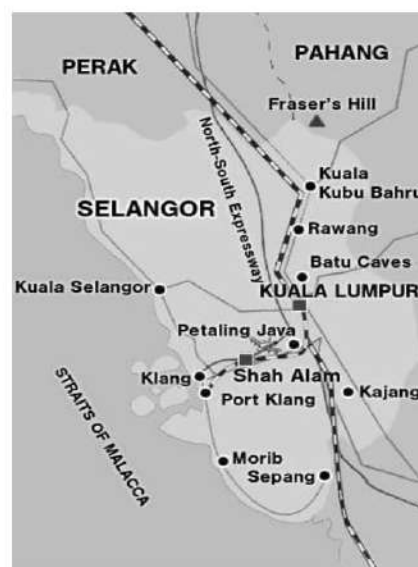 PAHANG
PERAK
Fraser's Hill
North-South Expressway
Kuala
Kubu Bahru
SELANGOR
Rawang
Batu Caves
Kuala Selangor
KUALA LUMPUR
Petaling Java
Klang
Shah Alam
Port Klang
Kajang
STRAITS OF MALACCA
Morib
Sepang